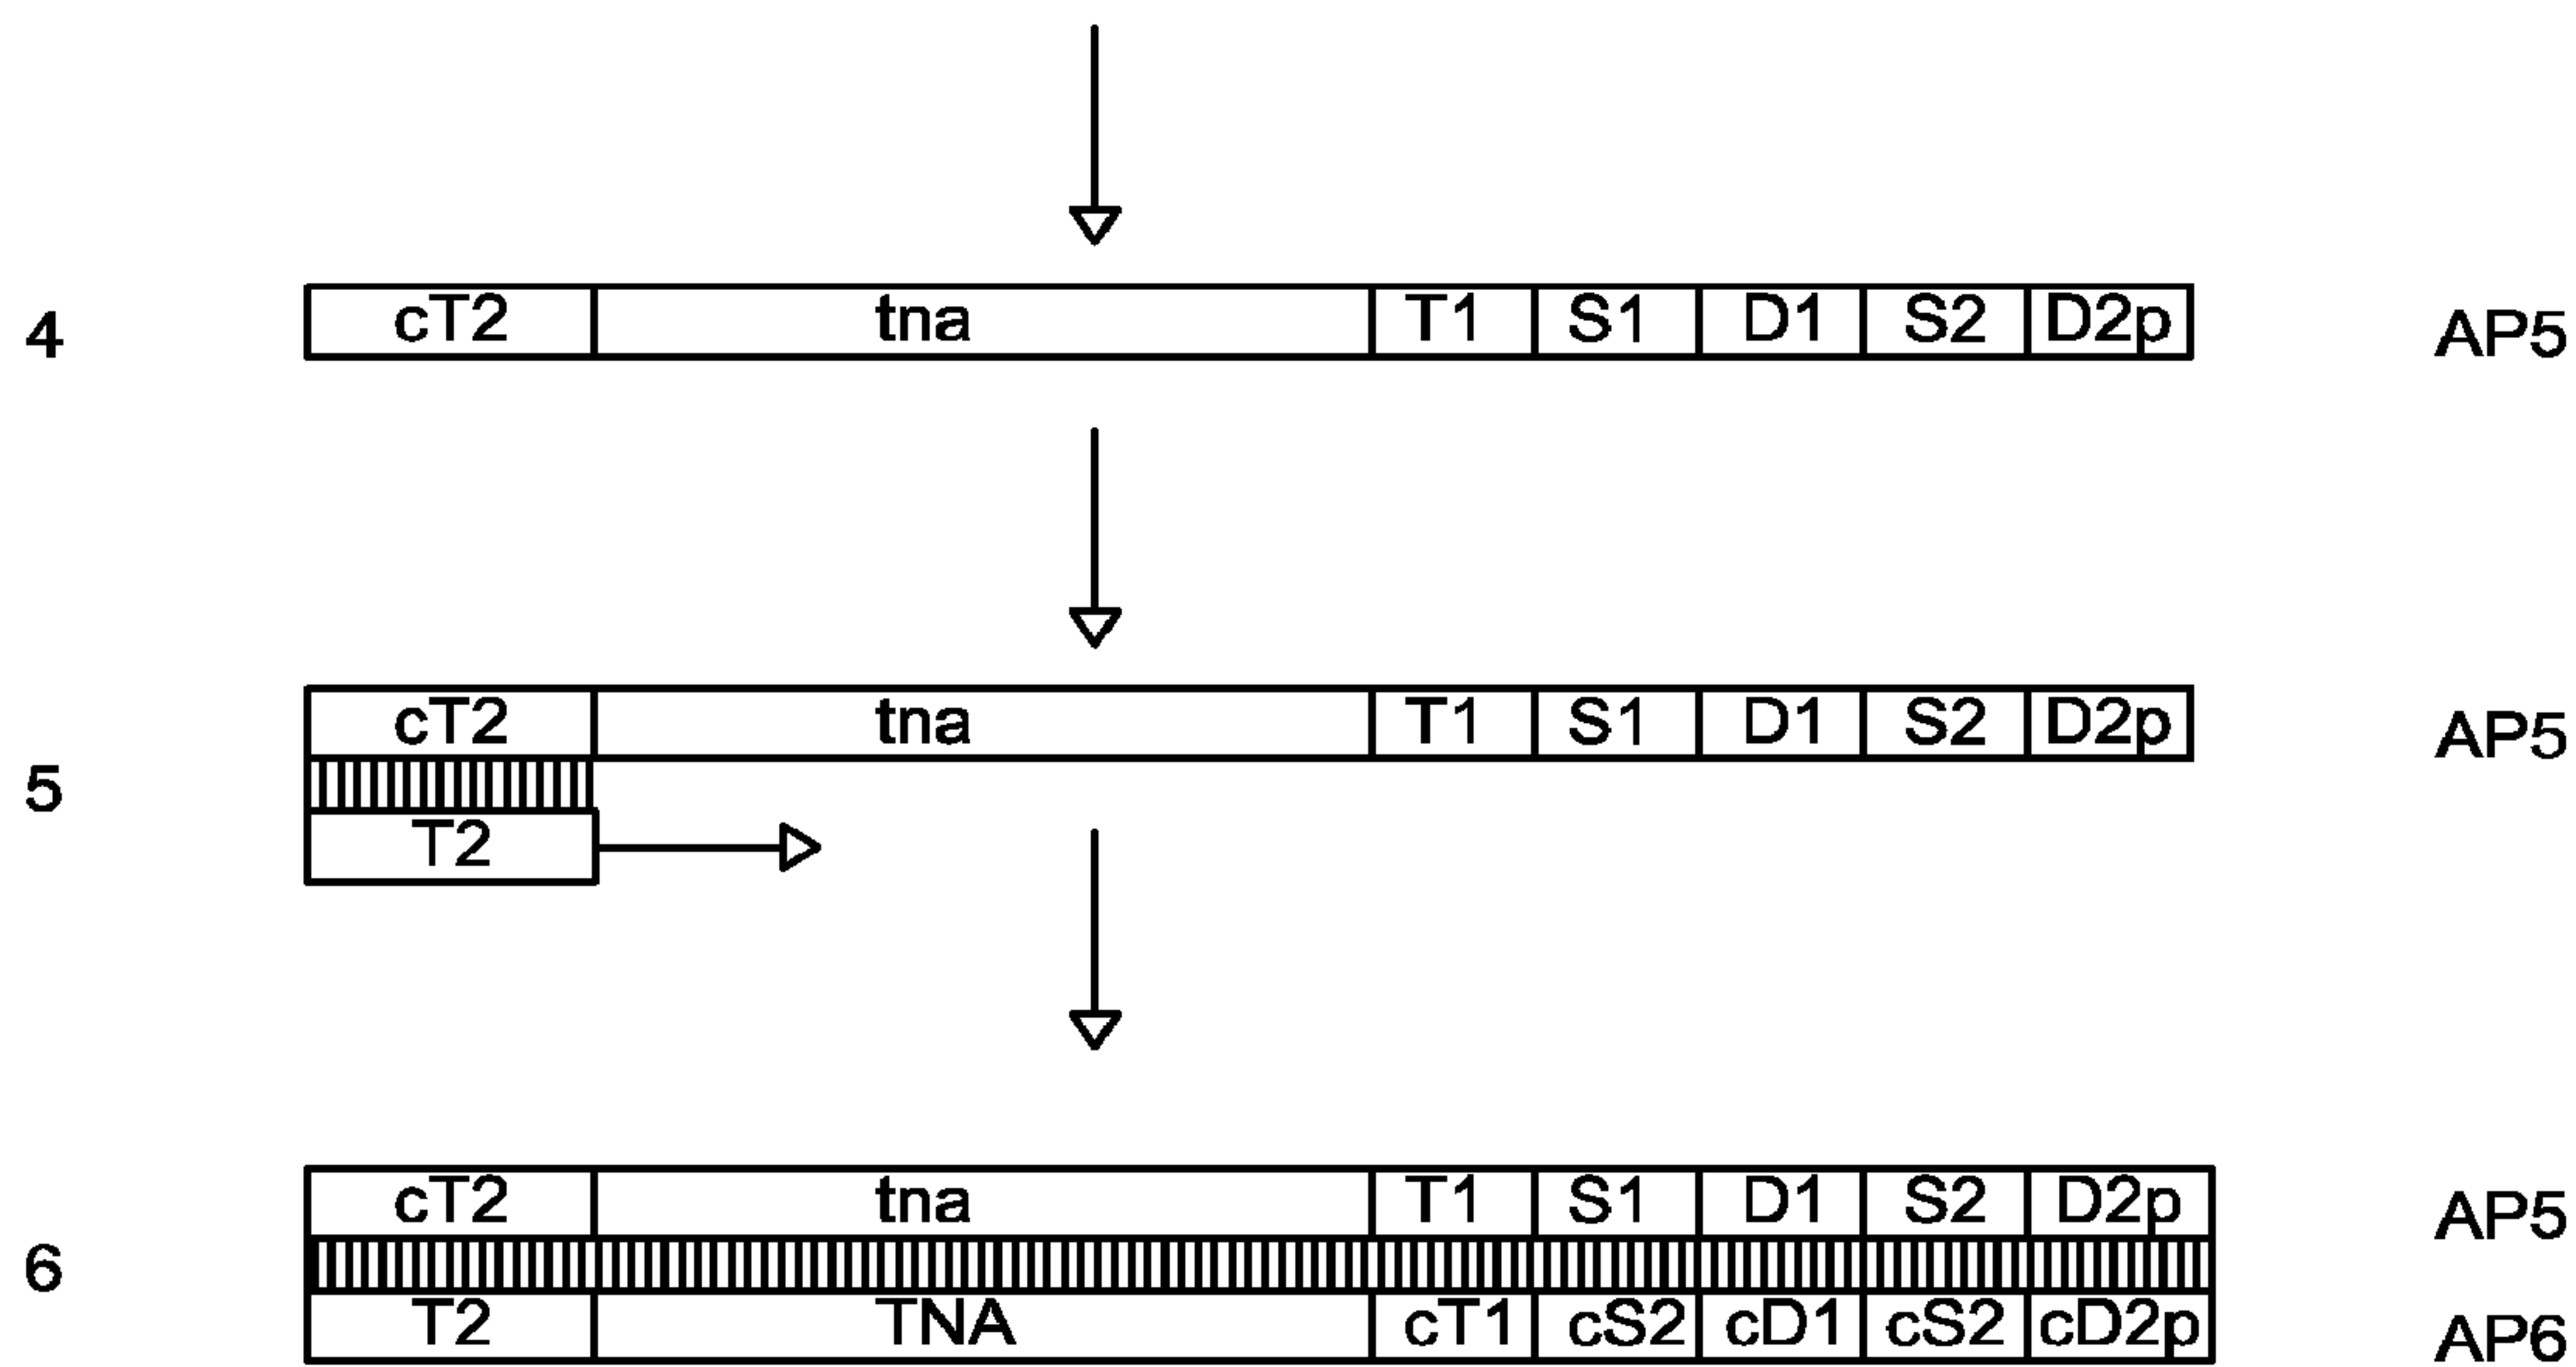 4 cT2 tna T1 S1 D1 S2 D2p AP5
cT2 tna T1 S1 D1 S2 D2p AP5
5
T2
cT2 tna T1 S1 D1 S2 D2p AP5
6
T2 TNA cT1 cS2 cD1 cS2 cD2p AP6